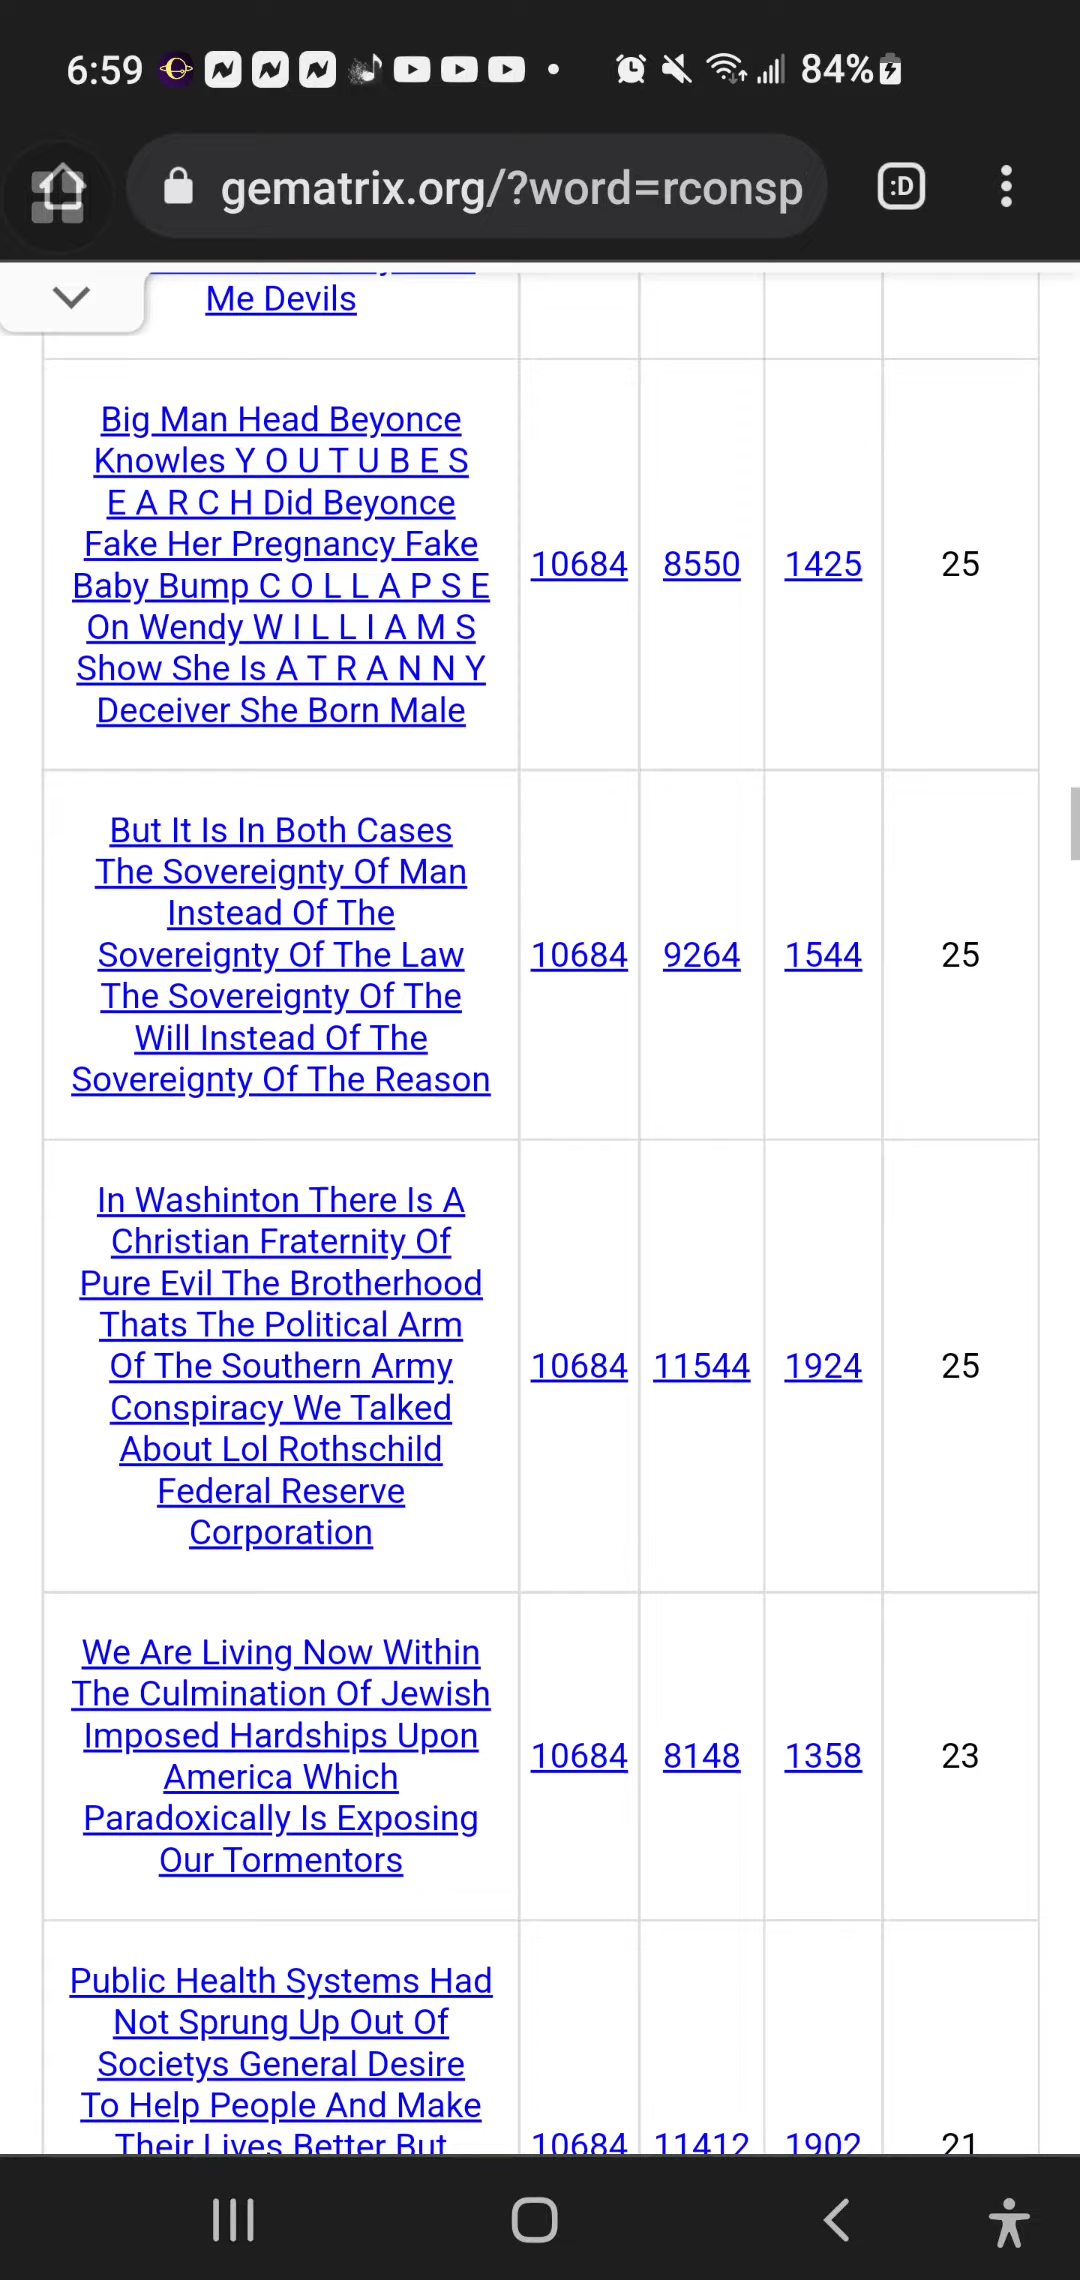 6:59
84%
gematrix.org/?word=rconsp
:D
Me Devils
Big Man Head Beyonce
Knowles Y O U T U B E S
E A R C H Did Beyonce
Fake Her Pregnancy Fake
Baby Bump C O L L A P S E
On Wendy W I L L I A M S
Show She Is A T R A N N Y
Deceiver She Born Male
10684 8550 1425 25
But It Is In Both Cases
The Sovereignty Of Man
Instead Of The
Sovereignty Of The Law
The Sovereignty Of The
Will Instead Of The
Sovereignty Of The Reason
10684 9264 1544 25
In Washinton There Is A
Christian Fraternity Of
Pure Evil The Brotherhood
Thats The Political Arm
Of The Southern Army
Conspiracy We Talked
About Lol Rothschild
Federal Reserve
Corporation
10684 11544 1924 25
We Are Living Now Within
The Culmination Of Jewish
Imposed Hardships Upon
America Which
Paradoxically Is Exposing
Our Tormentors
10684 8148 1358 23
Public Health Systems Had
Not Sprung Up Out Of
Societys General Desire
To Help People And Make
Their Lives Better But
10684 11412 1902 21